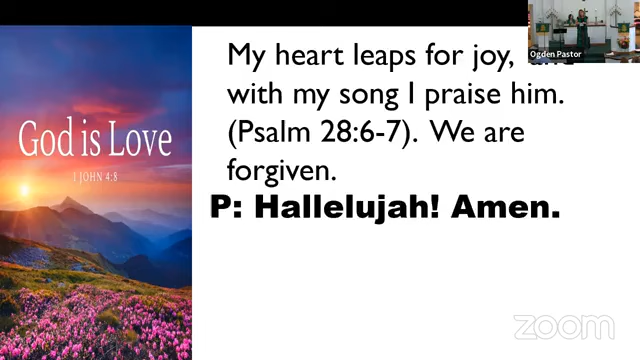 My heart leaps for joy, and
with my song I praise him.
(Psalm 28:6-7). We are
forgiven.
P: Hallelujah! Amen.
God is Love
1 JOHN 4:8
Ogden Pastor
zoom